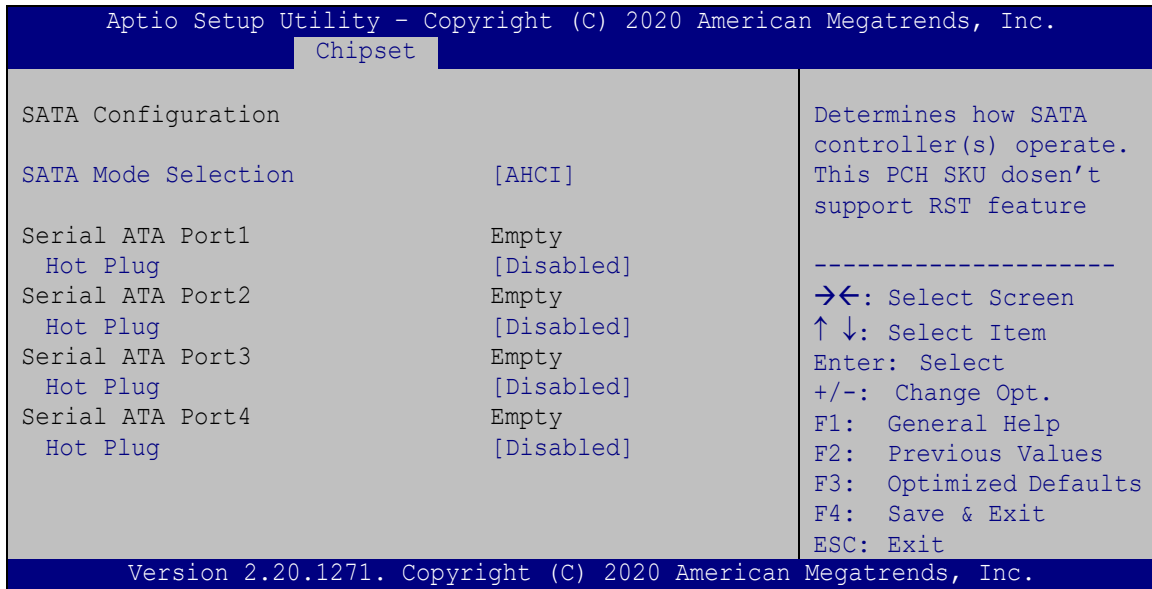 Aptio Setup Utility – Copyright (C) 2020 American Megatrends, Inc.
Chipset
SATA Configuration
SATA Mode Selection [AHCI]
Serial ATA Port1 Empty
Hot Plug [Disabled]
Serial ATA Port2 Empty
Hot Plug [Disabled]
Serial ATA Port3 Empty
Hot Plug [Disabled]
Serial ATA Port4 Empty
Hot Plug [Disabled]
Determines how SATA
controller(s) operate.
This PCH SKU dosen’t
support RST feature
---------------------
→←: Select Screen
↑ ↓: Select Item
Enter: Select
+/-: Change Opt.
F1: General Help
F2: Previous Values
F3: Optimized Defaults
F4: Save & Exit
ESC: Exit
Version 2.20.1271. Copyright (C) 2020 American Megatrends, Inc.